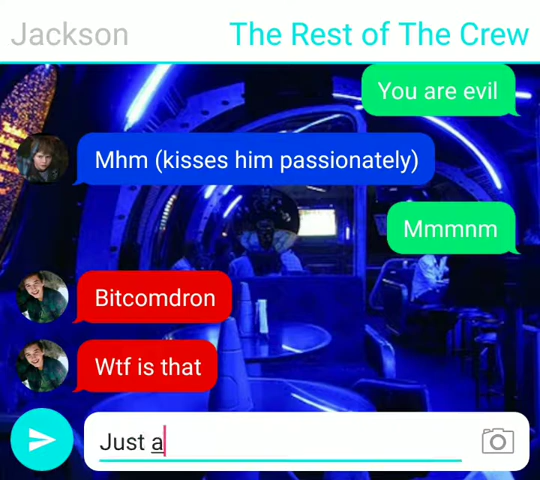 Jackson
The Rest of The Crew
You are evil
Mhm (kisses him passionately)
Mmmnm
Bitcomdron
Wtf is that
Just a